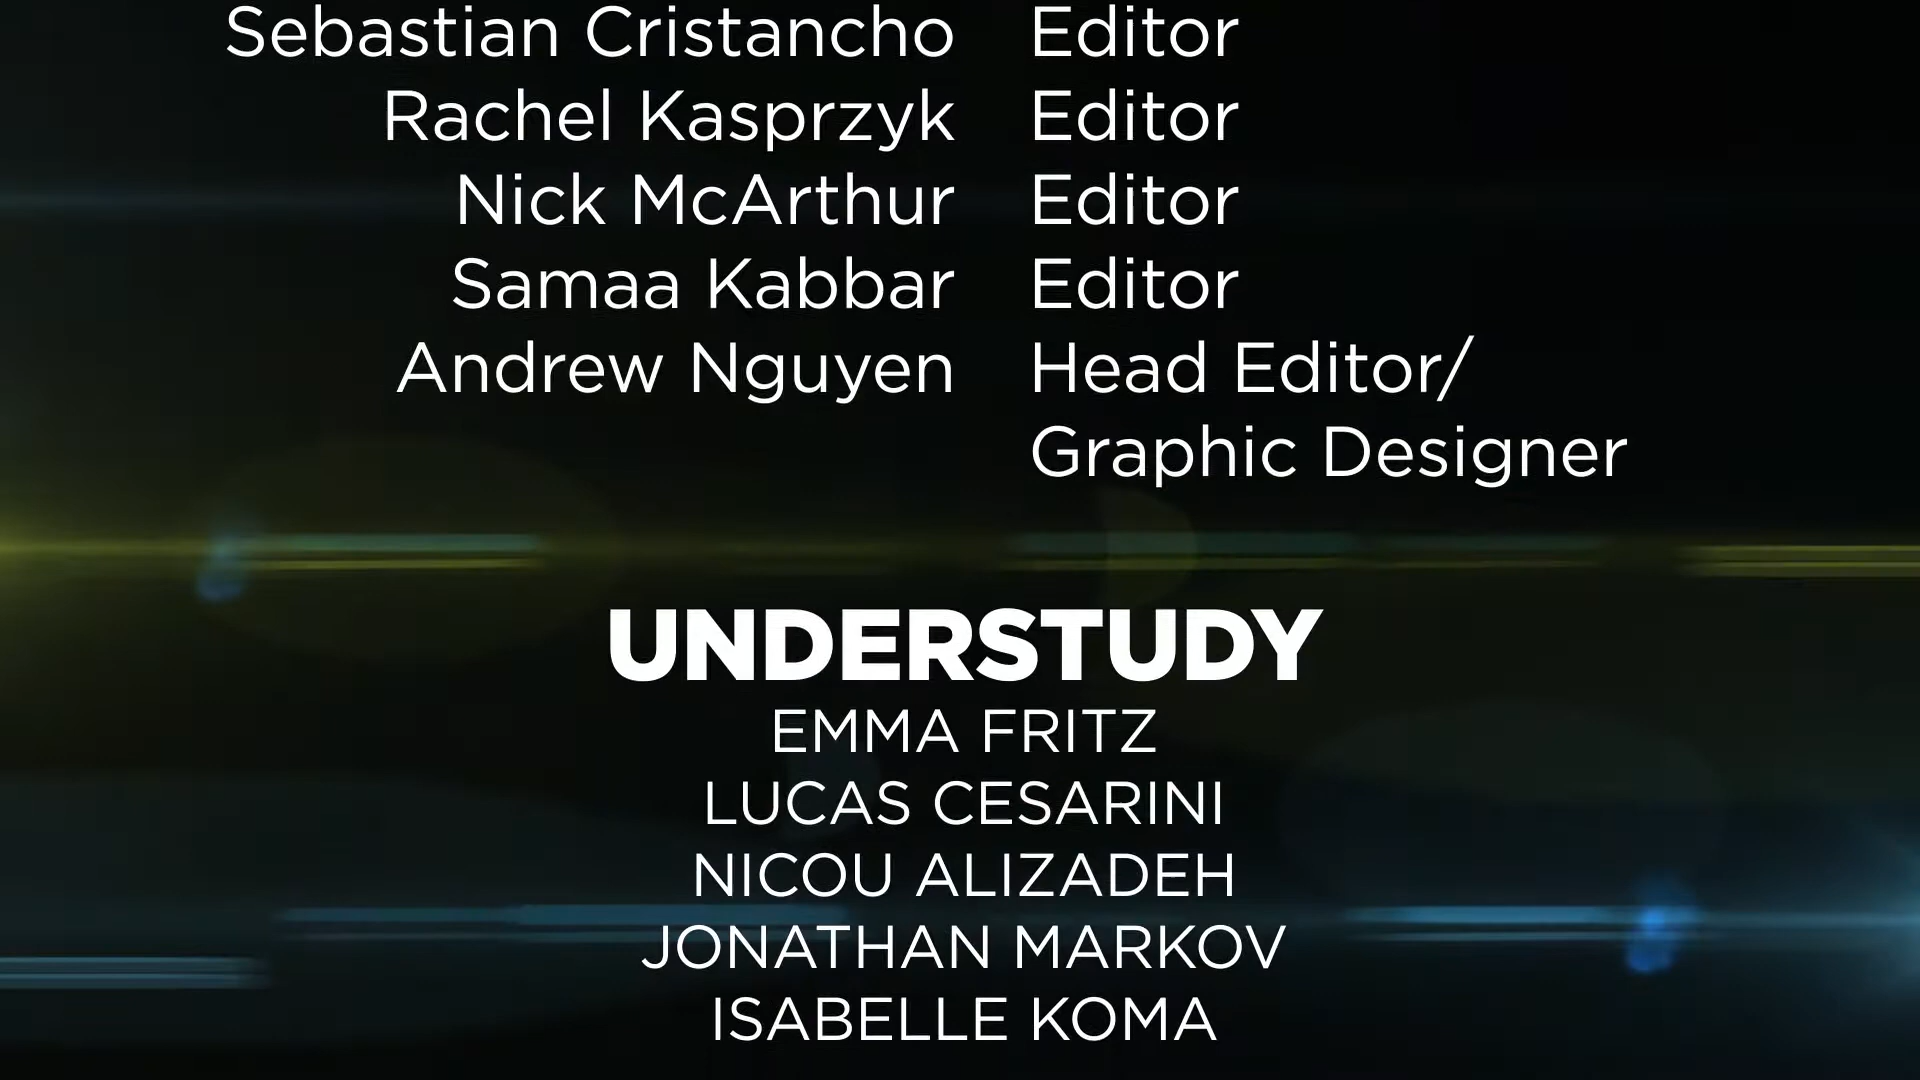 Sebastian Cristancho Editor
Rachel Kasprzyk Editor
Nick McArthur Editor
Samaa Kabbar Editor
Andrew Nguyen Head Editor/
Graphic Designer
UNDERSTUDY
EMMA FRITZ
LUCAS CESARINI
NICOU ALIZADEH
JONATHAN MARKOV
ISABELLE KOMA